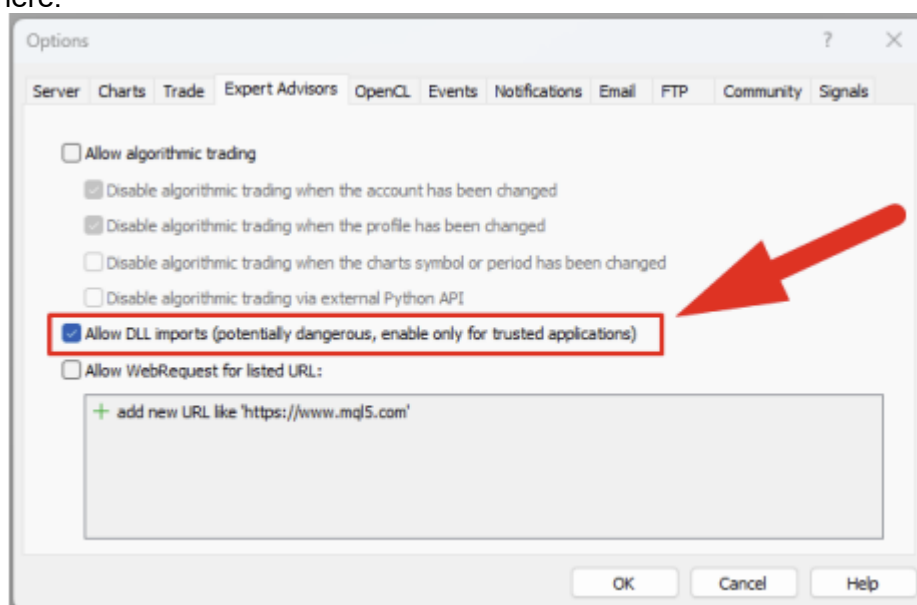 Options ?
Server Charts Trade Expert Advisors OpenCL Events Notifications Email FTP Community Signals
Allow algorithmic trading
Disable algorithmic trading when the account has been changed
Disable algorithmic trading when the profile has been changed
Disable algorithmic trading when the charts symbol or period has been changed
Disable algorithmic trading via external Python API
Allow DLL imports (potentially dangerous, enable only for trusted applications)
Allow WebRequest for listed URL:
+ add new URL like 'https://www.mql5.com'
OK Cancel Help